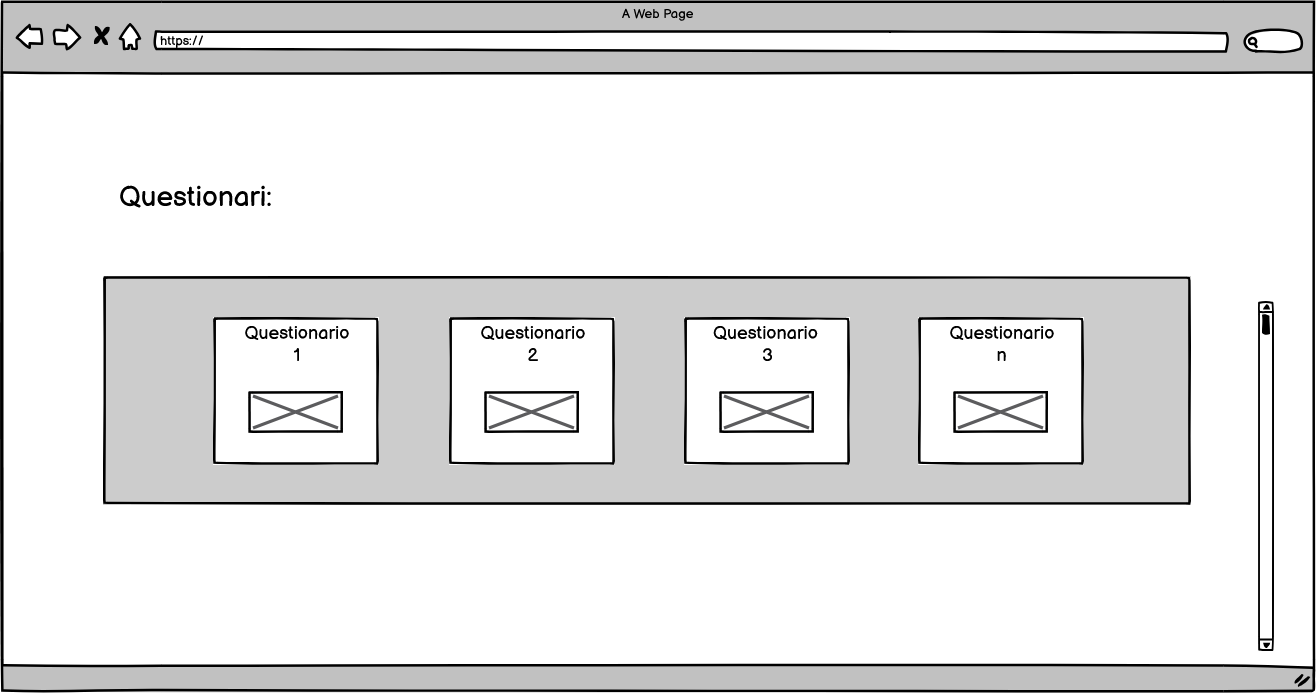 A Web Page
https://
Questionari:
Questionario
1
Questionario
2
Questionario
3
Questionario
n